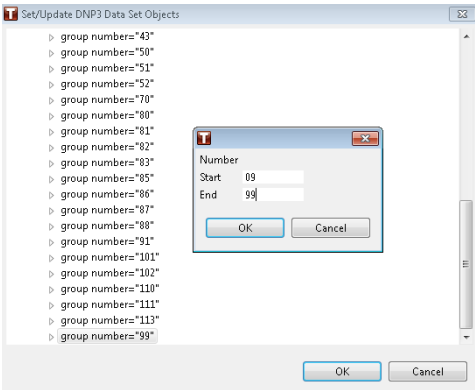 Set/Update DNP3 Data Set Objects
group number="43"
group number="50"
group number="51"
group number="52"
group number="70"
group number="80"
group number="81"
group number="82"
group number="83"
group number="85"
group number="86"
group number="87"
group number="88"
group number="91"
group number="101"
group number="102"
group number="110"
group number="111"
group number="113"
group number="99"
T
Number
Start 09
End 99
OK Cancel
OK Cancel